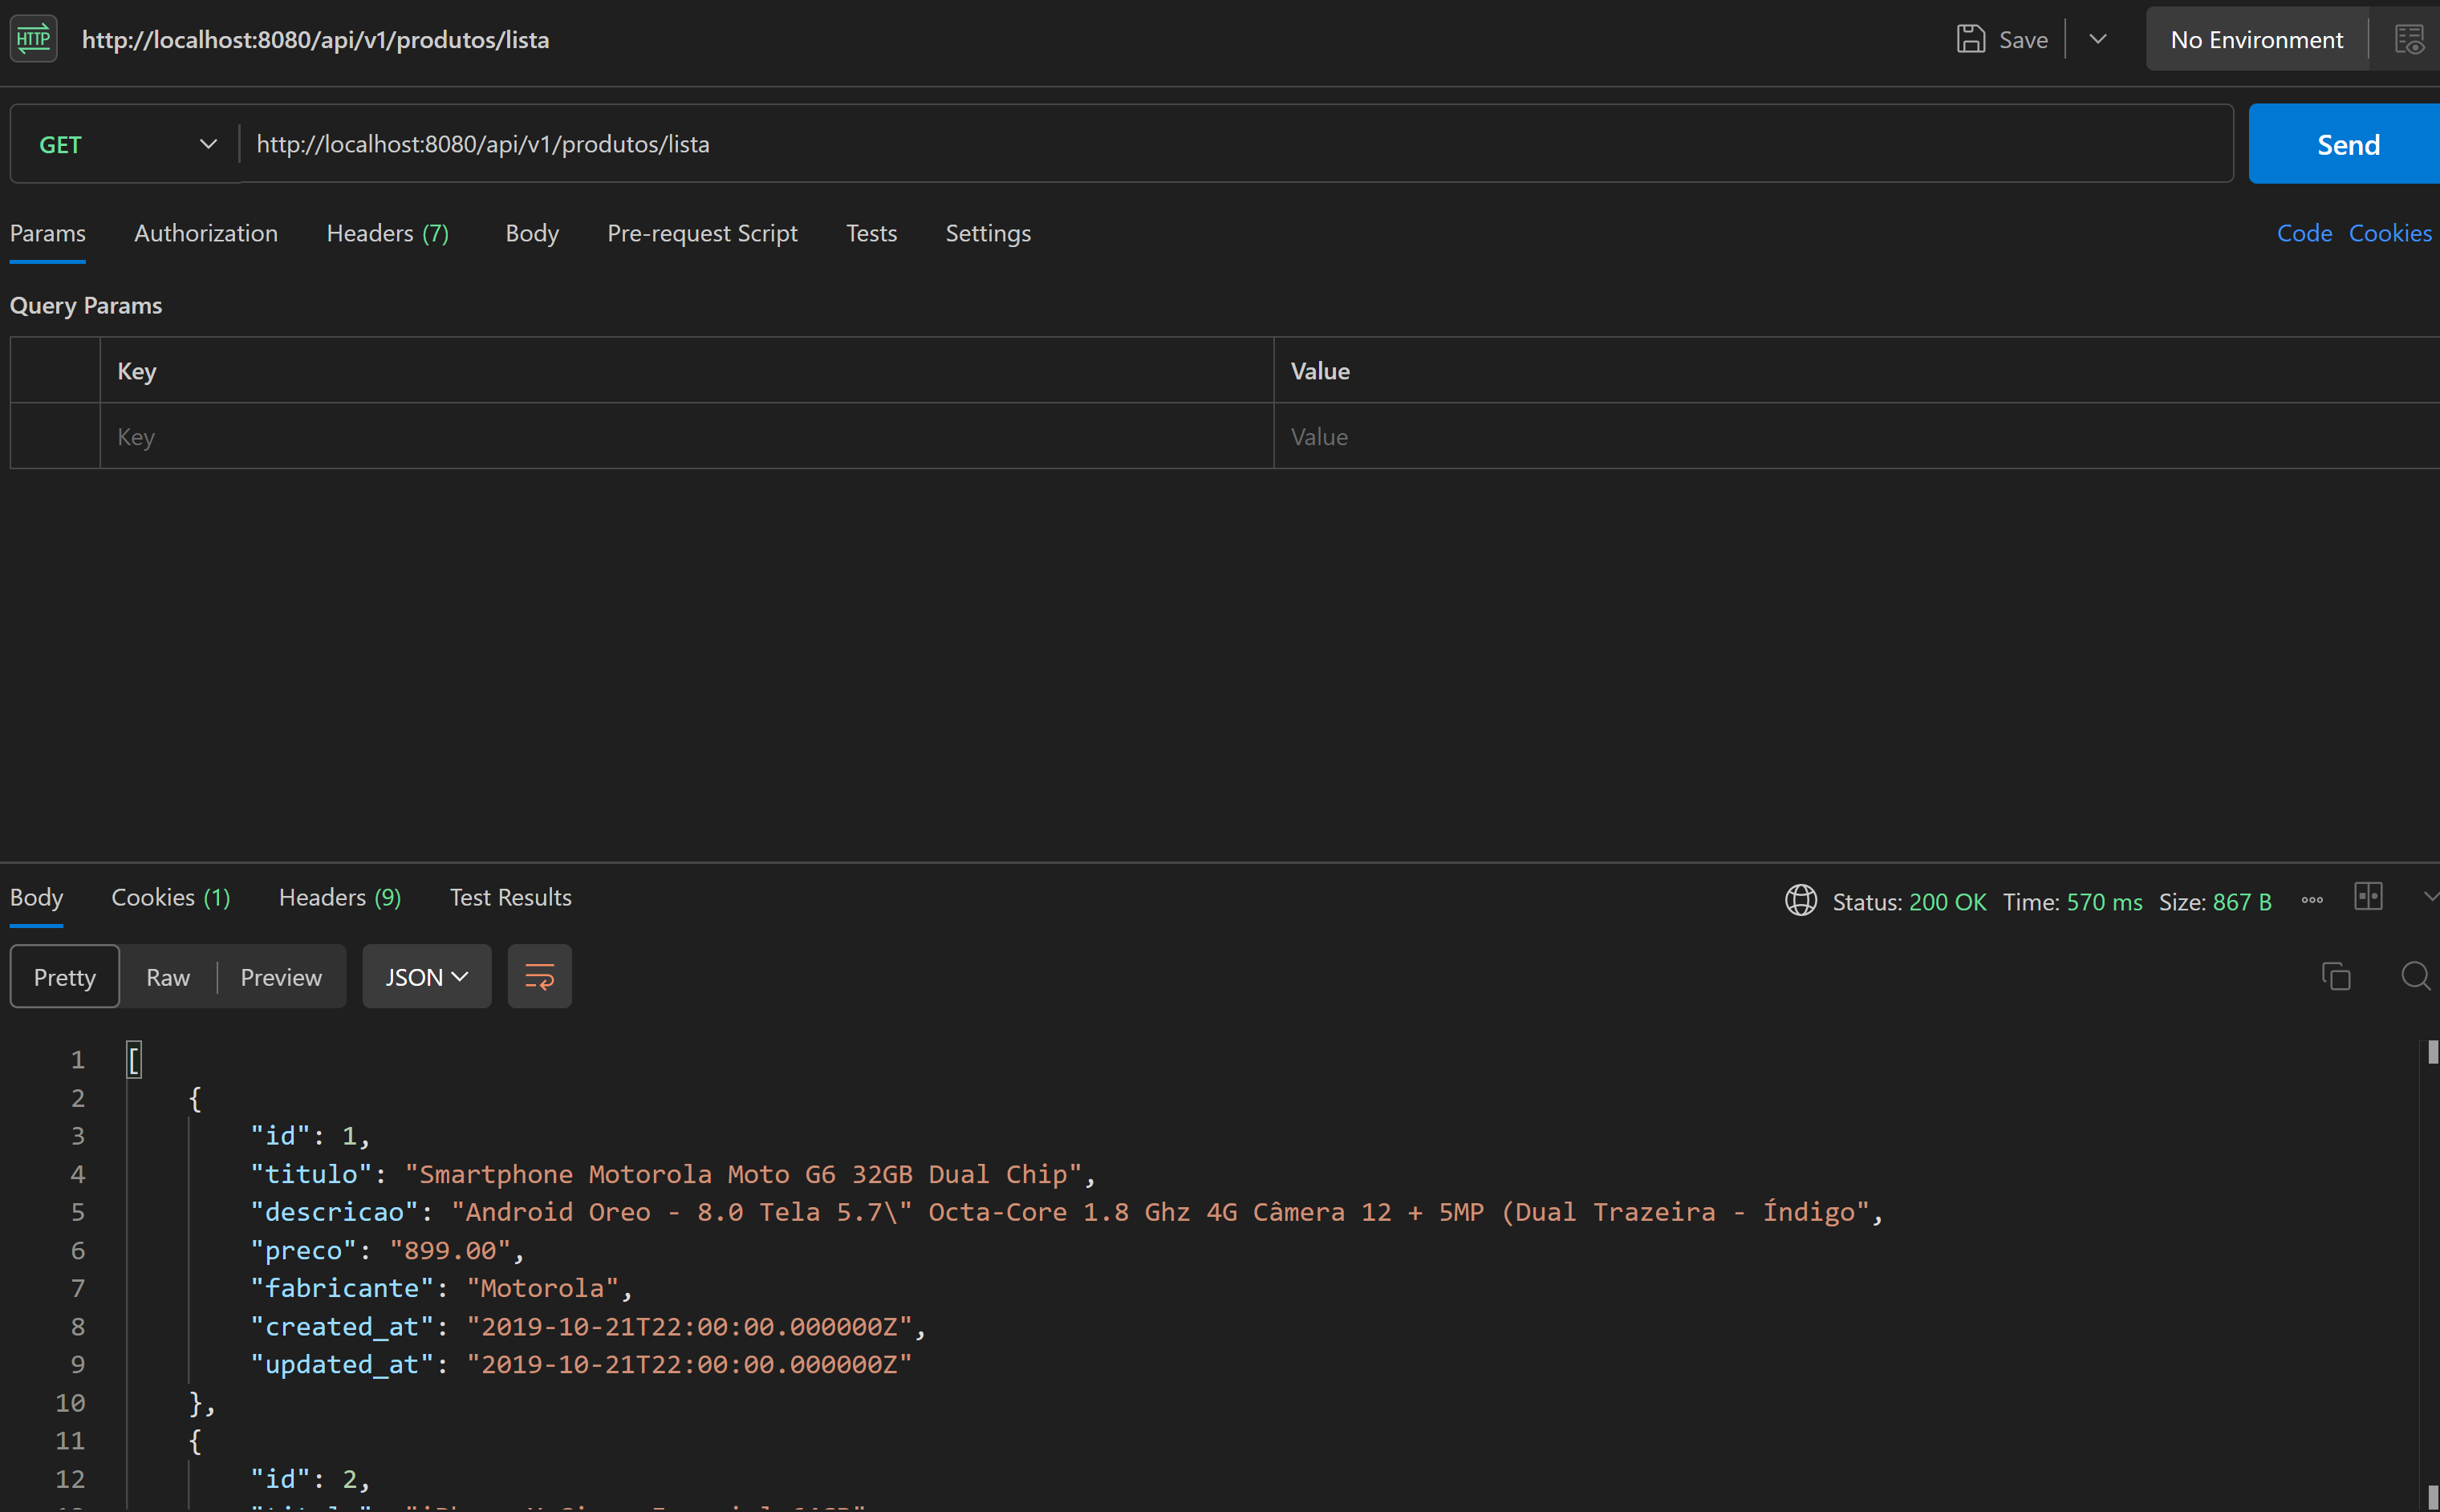 HTTP http://localhost:8080/api/v1/produtos/lista Save No Environment
GET http://localhost:8080/api/v1/produtos/lista Send
Params Authorization Headers (7) Body Pre-request Script Tests Settings Code Cookies
Query Params
Key Value
Key Value
Body Cookies (1) Headers (9) Test Results Status: 200 OK Time: 570 ms Size: 867 B
Pretty Raw Preview JSON
1 [
2 {
3 "id": 1,
4 "titulo": "Smartphone Motorola Moto G6 32GB Dual Chip",
5 "descricao": "Android Oreo - 8.0 Tela 5.7\" Octa-Core 1.8 Ghz 4G Câmera 12 + 5MP (Dual Trazeira - Índigo",
6 "preco": "899.00",
7 "fabricante": "Motorola",
8 "created_at": "2019-10-21T22:00:00.000000Z",
9 "updated_at": "2019-10-21T22:00:00.000000Z"
10 },
11 {
12 "id": 2,